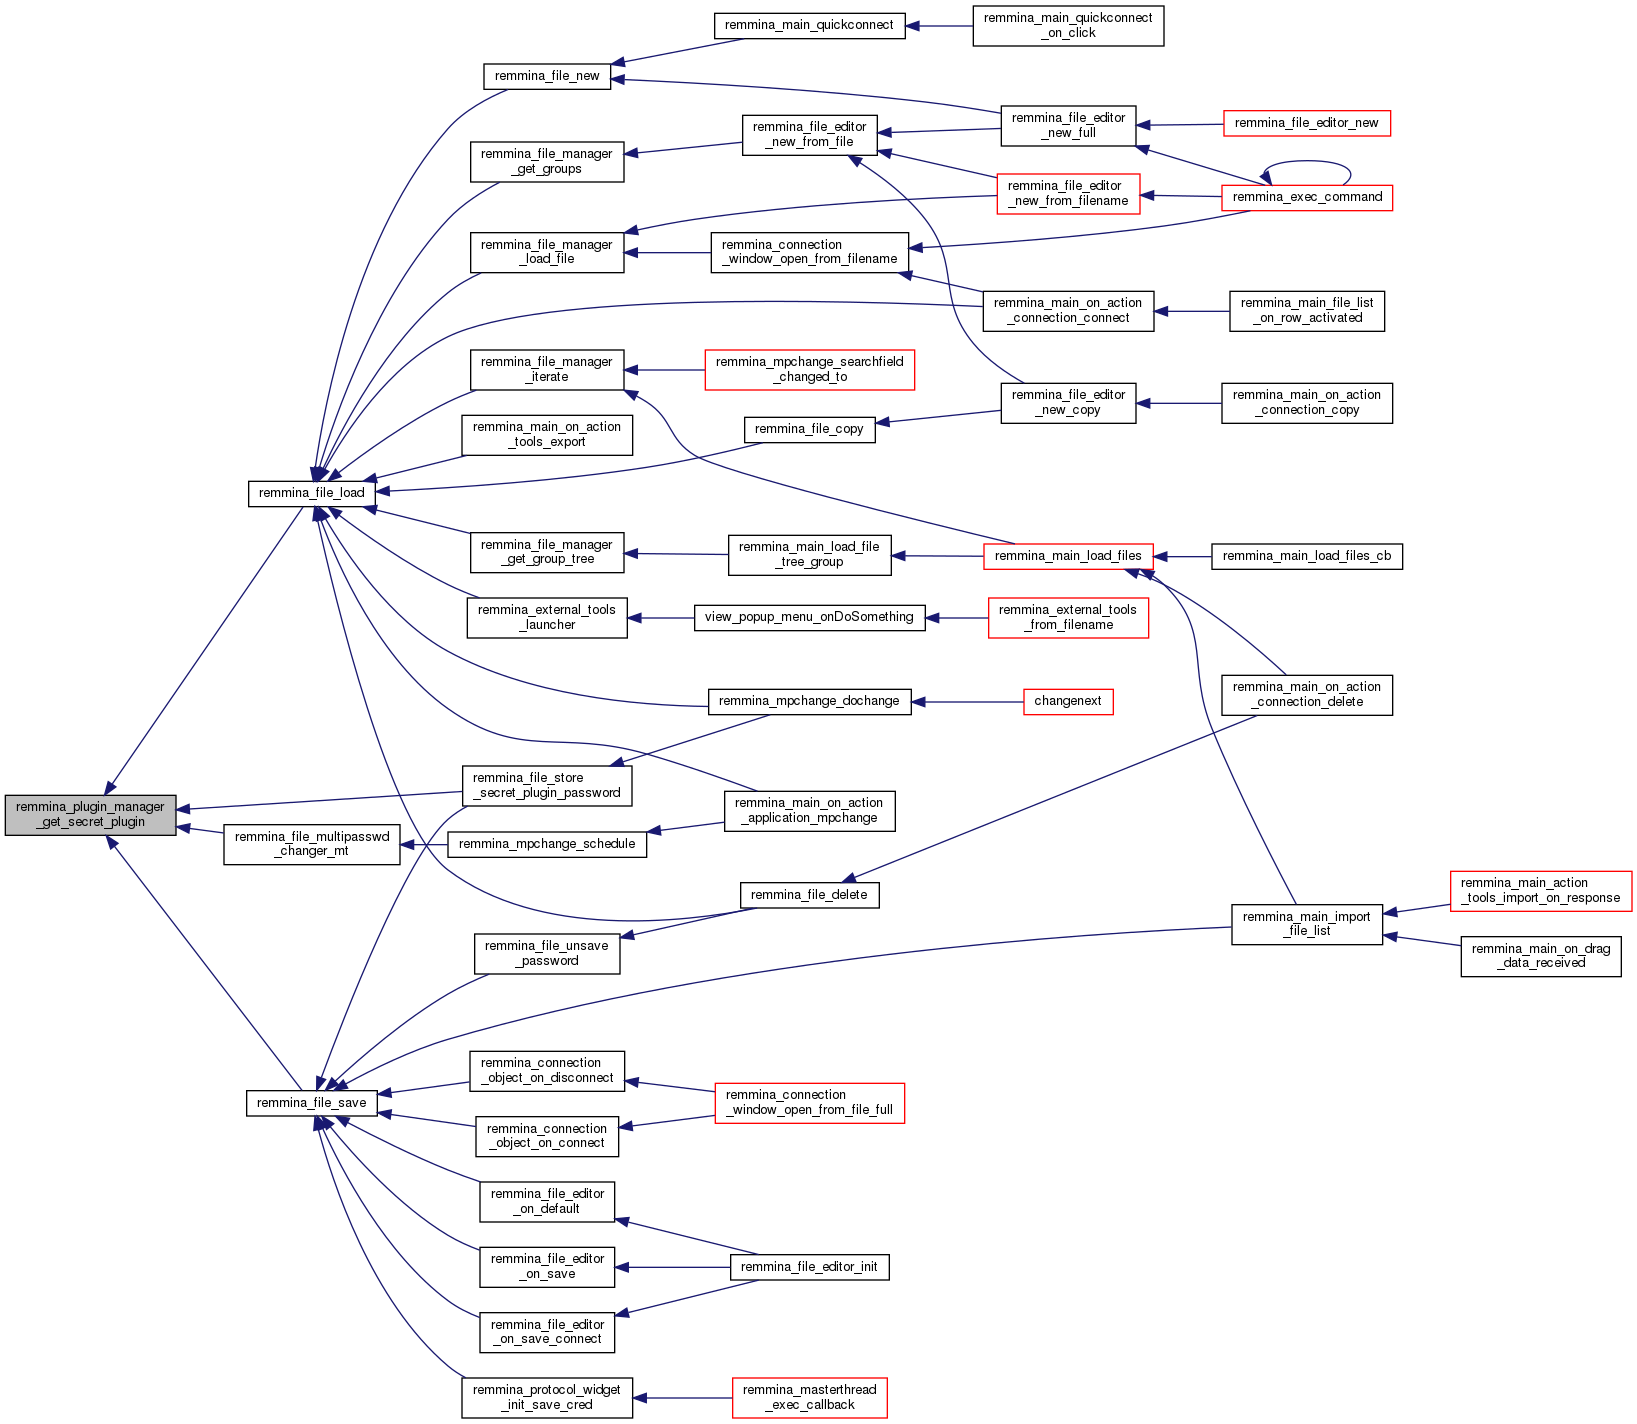 remmina_main_quickconnect
remmina_main_quickconnect
_on_click
remmina_file_new
remmina_file_editor
_new_full
remmina_file_editor_new
remmina_file_editor
_new_from_file
remmina_file_manager
_get_groups
remmina_file_editor
_new_from_filename
remmina_exec_command
remmina_file_manager
_load_file
remmina_connection
_window_open_from_filename
remmina_main_on_action
_connection_connect
remmina_main_file_list
_on_row_activated
remmina_file_manager
_iterate
remmina_mpchange_searchfield
_changed_to
remmina_file_editor
_new_copy
remmina_main_on_action
_connection_copy
remmina_main_on_action
_tools_export
remmina_file_copy
remmina_file_load
remmina_file_manager
_get_group_tree
remmina_main_load_file
_tree_group
remmina_main_load_files
remmina_main_load_files_cb
remmina_external_tools
_launcher
view_popup_menu_onDoSomething
remmina_external_tools
_from_filename
remmina_mpchange_dochange
changenext
remmina_main_on_action
_connection_delete
remmina_file_store
_secret_plugin_password
remmina_main_on_action
_application_mpchange
remmina_plugin_manager
_get_secret_plugin
remmina_file_multipasswd
_changer_mt
remmina_mpchange_schedule
remmina_file_delete
remmina_main_import
_file_list
remmina_main_action
_tools_import_on_response
remmina_main_on_drag
_data_received
remmina_file_unsave
_password
remmina_file_save
remmina_connection
_object_on_disconnect
remmina_connection
_window_open_from_file_full
remmina_connection
_object_on_connect
remmina_file_editor
_on_default
remmina_file_editor
_on_save
remmina_file_editor_init
remmina_file_editor
_on_save_connect
remmina_protocol_widget
_init_save_cred
remmina_masterthread
_exec_callback